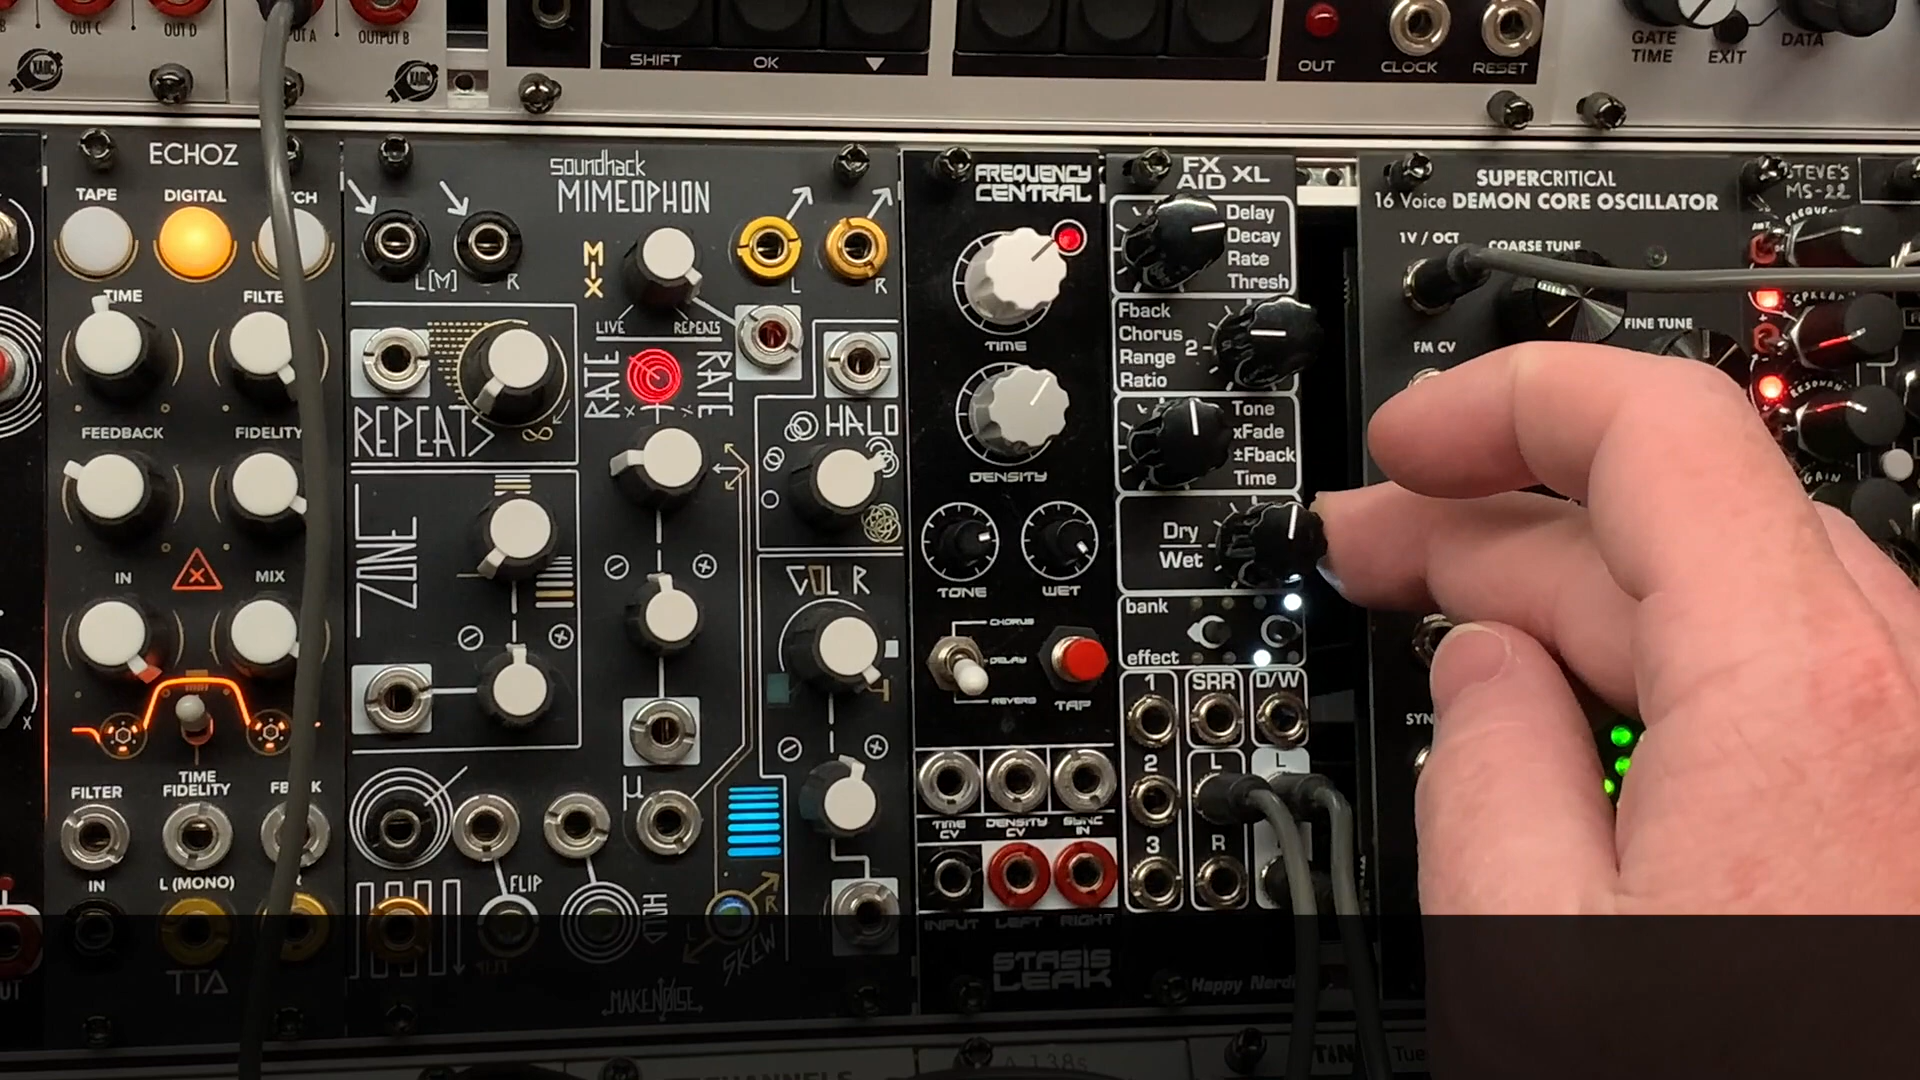 OUT C
OUT D
OUTPUT B
XAOC
XAOC
SHIFT
OK
OUT
CLOCK
RESET
GATE
TIME
EXIT
DATA
ECHOZ
TAPE
DIGITAL
TIME
FEEDBACK
FIDELITY
IN
MIX
FILTER
TIME
FIDELITY
IN
L (MONO)
TTA
soundhack
MIMEOPHON
L[M]
R
MIX
LIVE
REPEATS
L
R
REPEATS
RATE
RATE
HALO
ZONE
COLOR
µ
FLIP
HOLD
L
R
SKEW
MAKENOISE
FREQUENCY
CENTRAL
TIME
DENSITY
TONE
WET
CHORUS
DELAY
REVERB
TAP
TIME
CV
DENSITY
CV
SYNC
IN
INPUT
LEFT
RIGHT
STASIS
LEAK
FX
AID XL
Delay
Decay
Rate
Thresh
Fback
Chorus
Range
Ratio
2
Tone
xFade
±Fback
Time
Dry
Wet
bank
effect
1
SRR
D/W
2
L
L
3
R
Happy
SUPERCRITICAL
16 Voice DEMON CORE OSCILLATOR
1V / OCT
COARSE TUNE
FINE TUNE
FM CV
STEVE'S
MS-22
A-138s